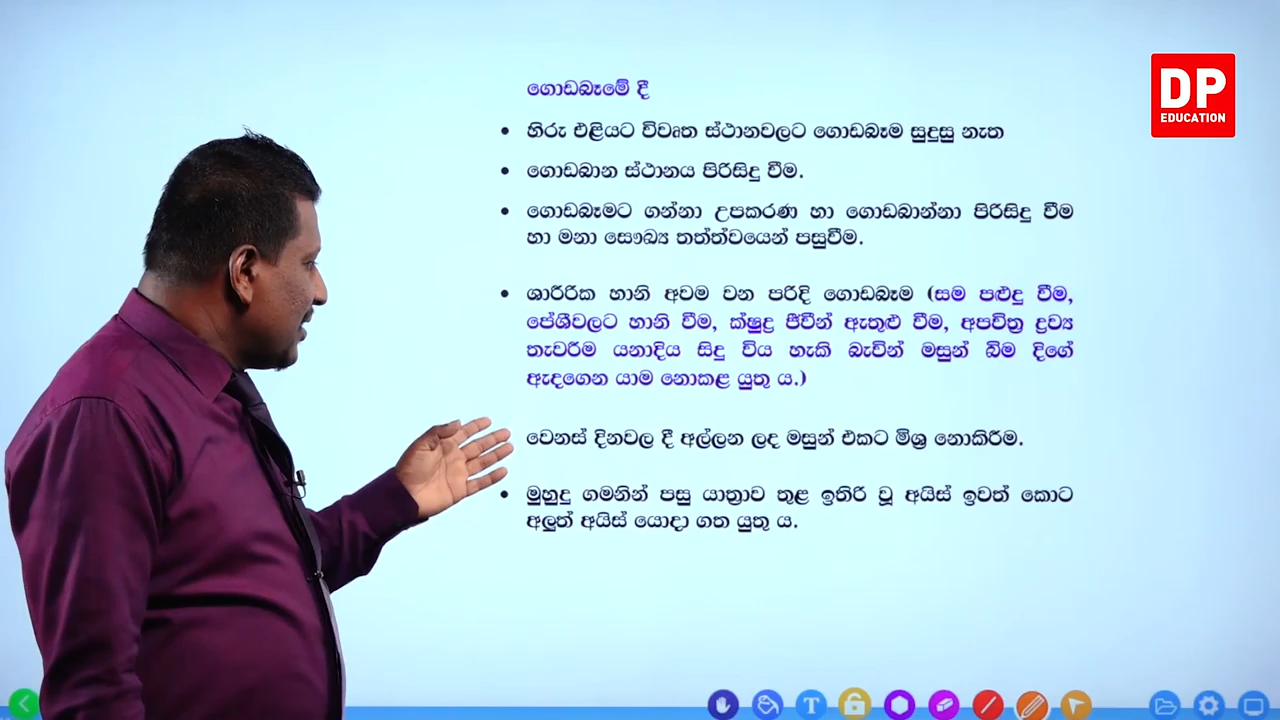 DP
EDUCATION
ගොඩබෑමේ දී
• හිරු එළියට විවෘත ස්ථානවලට ගොඩබෑම සුදුසු නැත
• ගොඩබාන ස්ථානය පිරිසිදු වීම.
• ගොඩබෑමට ගන්නා උපකරණ හා ගොඩබාන්නා පිරිසිදු වීම
හා මනා සෞඛ්‍ය තත්ත්වයෙන් පසුවීම.
• ශාරීරික හානි අවම වන පරිදි ගොඩබෑම (සම පළුදු වීම,
පේශීවලට හානි වීම, ක්ෂුද්‍ර ජීවීන් ඇතුළු වීම, අපවිත්‍ර ද්‍රව්‍ය
තැවරීම යනාදිය සිදු විය හැකි බැවින් මසුන් බිම දිගේ
ඇදගෙන යාම නොකළ යුතු ය.)
වෙනස් දිනවල දී අල්ලන ලද මසුන් එකට මිශ්‍ර නොකිරීම.
• මුහුදු ගමනින් පසු යාත්‍රාව තුළ ඉතිරි වූ අයිස් ඉවත් කොට
අලුත් අයිස් යොදා ගත යුතු ය.
T